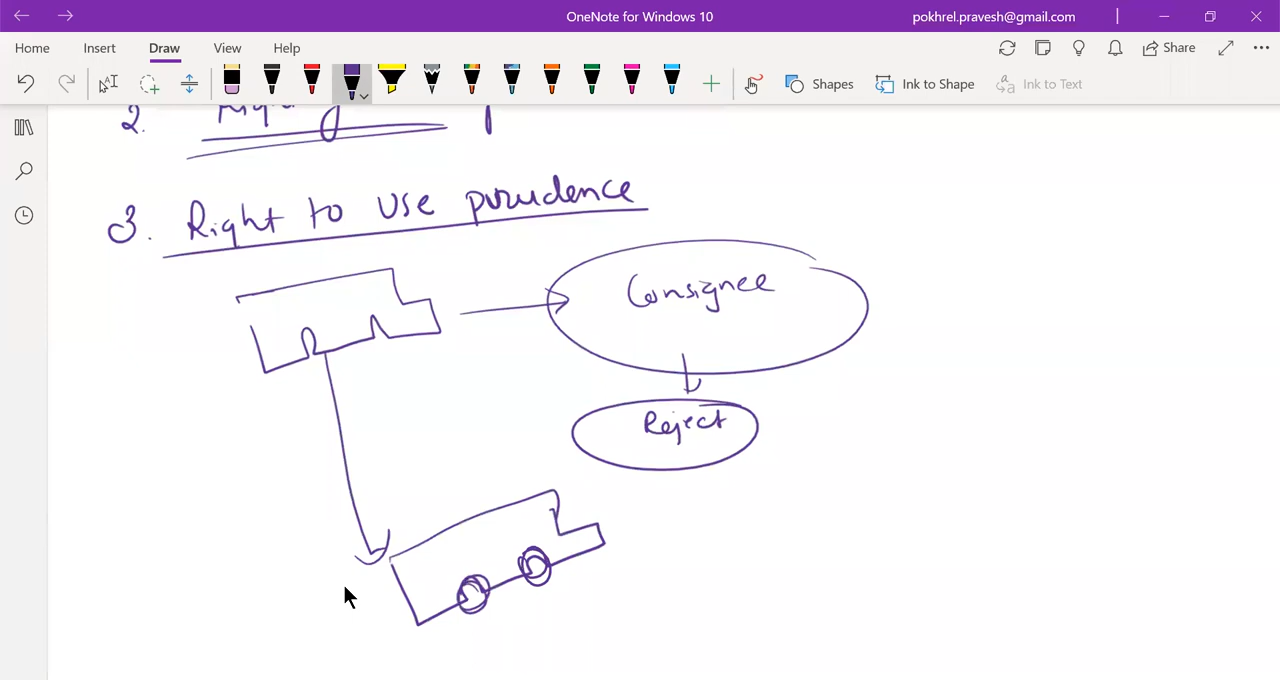 OneNote for Windows 10
pokhrel.pravesh@gmail.com
Home Insert Draw View Help Share
Shapes Ink to Shape Ink to Text
2.
3. Right to use purudence
Consignee
Reject